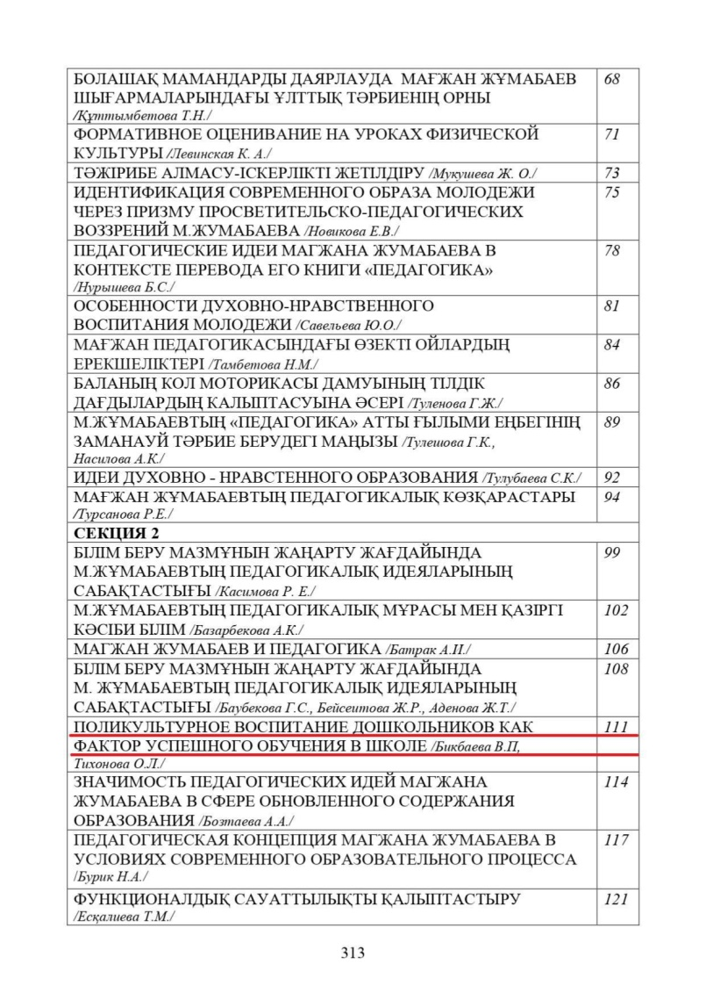 БОЛАШАҚ МАМАНДАРДЫ ДАЯРЛАУДА МАҒЖАН ЖҰМАБАЕВ 68
ШЫҒАРМАЛАРЫНДАҒЫ ҰЛТТЫҚ ТӘРБИЕНІҢ ОРНЫ
/Құттымбетова Т.Н./
ФОРМАТИВНОЕ ОЦЕНИВАНИЕ НА УРОКАХ ФИЗИЧЕСКОЙ 71
КУЛЬТУРЫ /Левинская К. А./
ТӘЖІРИБЕ АЛМАСУ-ІСКЕРЛІКТІ ЖЕТІЛДІРУ /Мукушева Ж. О./ 73
ИДЕНТИФИКАЦИЯ СОВРЕМЕННОГО ОБРАЗА МОЛОДЕЖИ 75
ЧЕРЕЗ ПРИЗМУ ПРОСВЕТИТЕЛЬСКО-ПЕДАГОГИЧЕСКИХ
ВОЗЗРЕНИЙ М.ЖУМАБАЕВА /Новикова Е.В./
ПЕДАГОГИЧЕСКИЕ ИДЕИ МАГЖАНА ЖУМАБАЕВА В 78
КОНТЕКСТЕ ПЕРЕВОДА ЕГО КНИГИ «ПЕДАГОГИКА»
/Нурышева Б.С./
ОСОБЕННОСТИ ДУХОВНО-НРАВСТВЕННОГО 81
ВОСПИТАНИЯ МОЛОДЕЖИ /Савельева Ю.О./
МАҒЖАН ПЕДАГОГИКАСЫНДАҒЫ ӨЗЕКТІ ОЙЛАРДЫҢ 84
ЕРЕКШЕЛІКТЕРІ /Тамбетова Н.М./
БАЛАНЫҢ КОЛ МОТОРИКАСЫ ДАМУЫНЫҢ ТІЛДІК 86
ДАҒДЫЛАРДЫҢ КАЛЫПТАСУЫНА ӘСЕРІ /Туленова Г.Ж./
М.ЖҰМАБАЕВТЫҢ «ПЕДАГОГИКА» АТТЫ ҒЫЛЫМИ ЕҢБЕГІНІҢ 89
ЗАМАНАУЙ ТӘРБИЕ БЕРУДЕГІ МАҢЫЗЫ /Тулешова Г.К.,
Насилова А.К./
ИДЕИ ДУХОВНО - НРАВСТЕННОГО ОБРАЗОВАНИЯ /Тулубаева С.К./ 92
МАҒЖАН ЖҰМАБАЕВТЫҢ ПЕДАГОГИКАЛЫҚ КӨЗҚАРАСТАРЫ 94
/Турсанова Р.Е./
СЕКЦИЯ 2
БІЛІМ БЕРУ МАЗМҰНЫН ЖАҢАРТУ ЖАҒДАЙЫНДА 99
М.ЖҰМАБАЕВТЫҢ ПЕДАГОГИКАЛЫҚ ИДЕЯЛАРЫНЫҢ
САБАҚТАСТЫҒЫ /Касимова Р. Е./
М.ЖҰМАБАЕВТЫҢ ПЕДАГОГИКАЛЫҚ МҰРАСЫ МЕН ҚАЗІРГІ 102
КӘСІБИ БІЛІМ /Базарбекова А.К./
МАГЖАН ЖУМАБАЕВ И ПЕДАГОГИКА /Батрак А.П./ 106
БІЛІМ БЕРУ МАЗМҰНЫН ЖАҢАРТУ ЖАҒДАЙЫНДА 108
М. ЖҰМАБАЕВТЫҢ ПЕДАГОГИКАЛЫҚ ИДЕЯЛАРЫНЫҢ
САБАҚТАСТЫҒЫ /Баубекова Г.С., Бейсеитова Ж.Р., Аденова Ж.Т./
ПОЛИКУЛЬТУРНОЕ ВОСПИТАНИЕ ДОШКОЛЬНИКОВ КАК 111
ФАКТОР УСПЕШНОГО ОБУЧЕНИЯ В ШКОЛЕ /Бикбаева В.П,
Тихонова О.Л./
ЗНАЧИМОСТЬ ПЕДАГОГИЧЕСКИХ ИДЕЙ МАГЖАНА 114
ЖУМАБАЕВА В СФЕРЕ ОБНОВЛЕННОГО СОДЕРЖАНИЯ
ОБРАЗОВАНИЯ /Бозтаева А.А./
ПЕДАГОГИЧЕСКАЯ КОНЦЕПЦИЯ МАГЖАНА ЖУМАБАЕВА В 117
УСЛОВИЯХ СОВРЕМЕННОГО ОБРАЗОВАТЕЛЬНОГО ПРОЦЕССА
/Бурик Н.А./
ФУНКЦИОНАЛДЫҚ САУАТТЫЛЫҚТЫ ҚАЛЫПТАСТЫРУ 121
/Есқалиева Т.М./
313